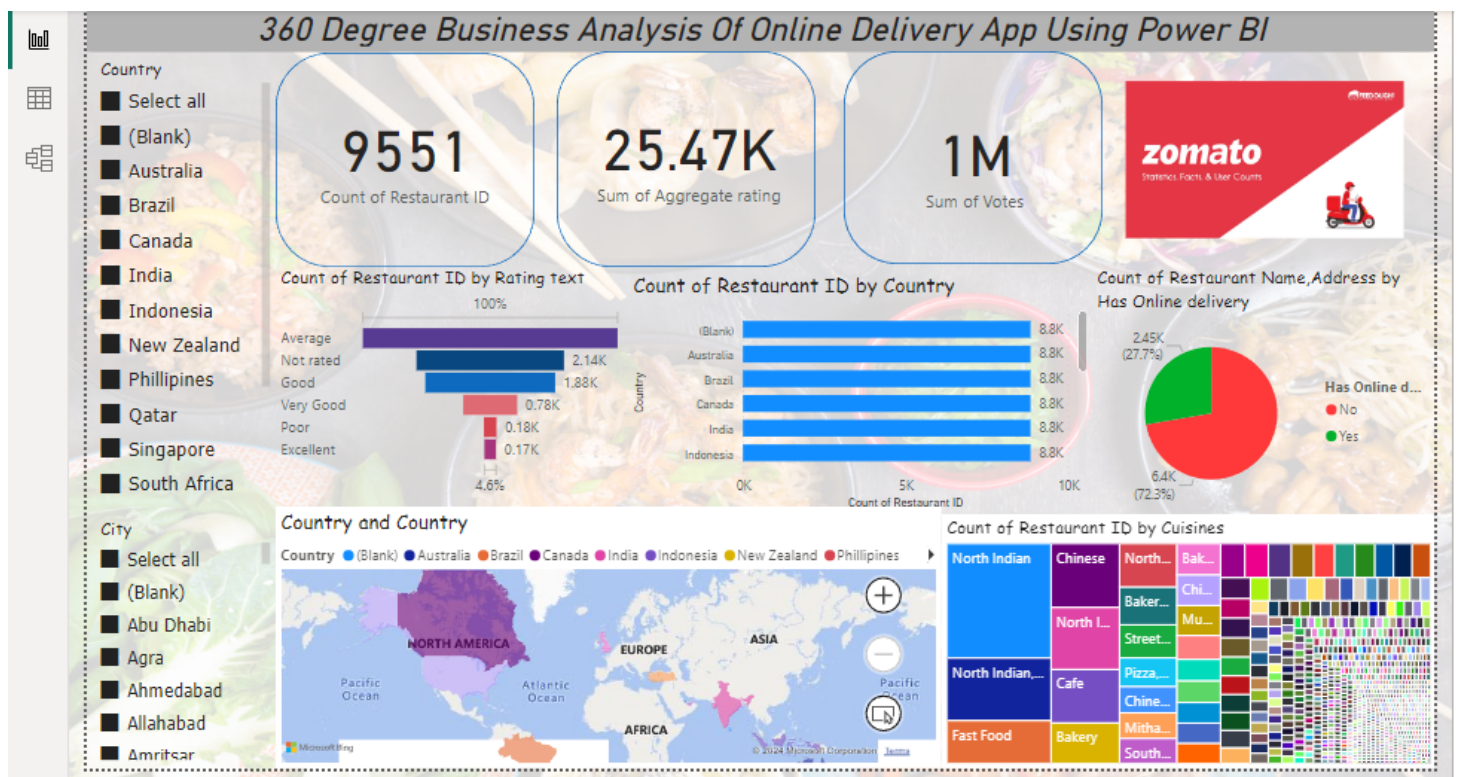 360 Degree Business Analysis Of Online Delivery App Using Power BI
Country
Select all
(Blank)
Australia
Brazil
Canada
India
Indonesia
New Zealand
Phillipines
Qatar
Singapore
South Africa
9551
Count of Restaurant ID
25.47K
Sum of Aggregate rating
1M
Sum of Votes
FEEDOUGH
zomato
Statistics, Facts & User Counts
Count of Restaurant ID by Rating text
100%
Average
Not rated
2.14K
Good
1.88K
Very Good
0.78K
Poor
0.18K
Excellent
0.17K
4.6%
Count of Restaurant ID by Country
Country
(Blank)
8.8K
Australia
8.8K
Brazil
8.8K
Canada
8.8K
India
8.8K
Indonesia
8.8K
0K
5K
10K
Count of Restaurant ID
Count of Restaurant Name,Address by
Has Online delivery
2.45K
(27.7%)
6.4K
(72.3%)
Has Online d...
No
Yes
City
Select all
(Blank)
Abu Dhabi
Agra
Ahmedabad
Allahabad
Amritsar
Country and Country
Country (Blank) Australia Brazil Canada India Indonesia New Zealand Phillipines
NORTH AMERICA
EUROPE
ASIA
AFRICA
Pacific
Ocean
Atlantic
Ocean
Pacific
Ocean
Microsoft Bing
© 2024 Microsoft Corporation Terms
Count of Restaurant ID by Cuisines
North Indian
North Indian,...
Fast Food
Chinese
North I...
Cafe
Bakery
North...
Baker...
Street...
Pizza,...
Chine...
Mitha...
South...
Bak...
Chi...
Mu...